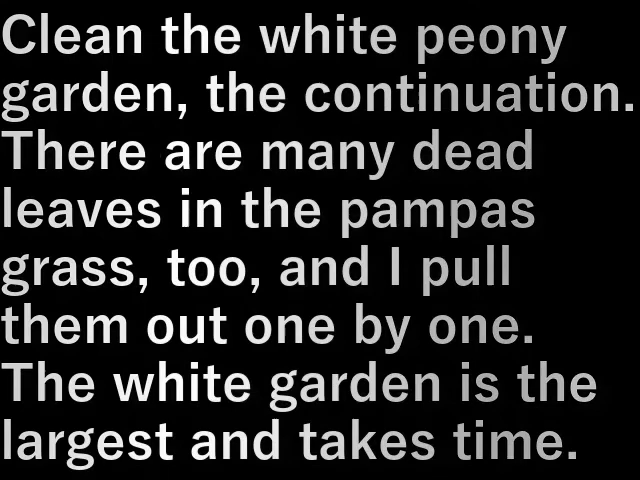 Clean the white peony
garden, the continuation.
There are many dead
leaves in the pampas
grass, too, and I pull
them out one by one.
The white garden is the
largest and takes time.